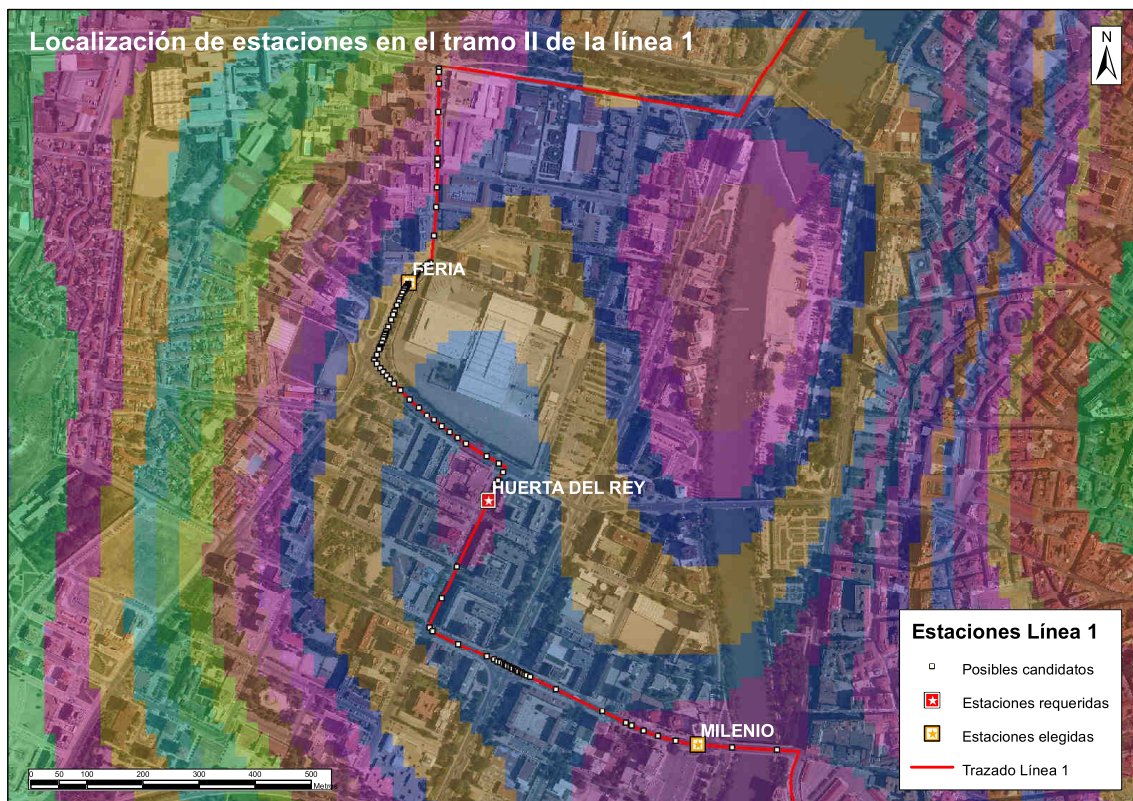 Localización de estaciones en el tramo II de la línea 1
N
FERIA
HUERTA DEL REY
MILENIO
Estaciones Línea 1
Posibles candidatos
Estaciones requeridas
Estaciones elegidas
Trazado Línea 1
0 50 100 200 300 400 500